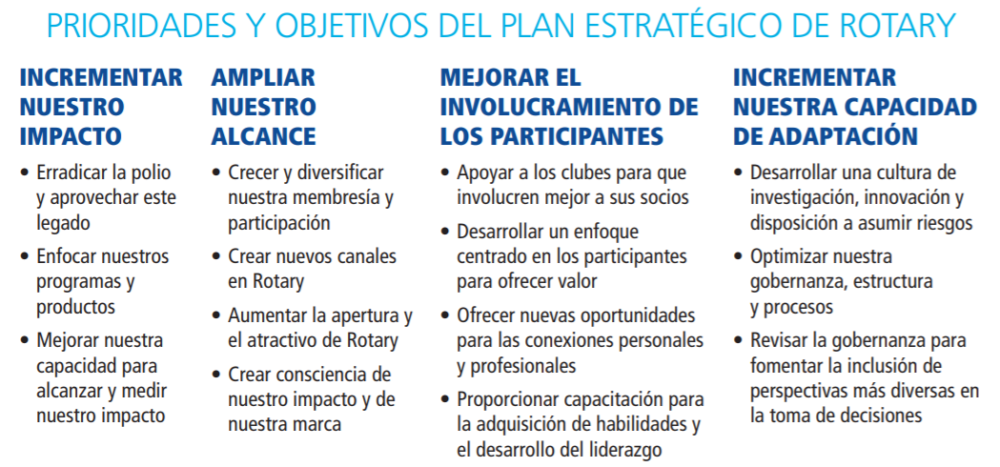 PRIORIDADES Y OBJETIVOS DEL PLAN ESTRATÉGICO DE ROTARY
INCREMENTAR
NUESTRO
IMPACTO
• Erradicar la polio
y aprovechar este
legado
• Enfocar nuestros
programas y
productos
• Mejorar nuestra
capacidad para
alcanzar y medir
nuestro impacto
AMPLIAR
NUESTRO
ALCANCE
• Crecer y diversificar
nuestra membresía y
participación
• Crear nuevos canales
en Rotary
• Aumentar la apertura y
el atractivo de Rotary
• Crear consciencia de
nuestro impacto y de
nuestra marca
MEJORAR EL
INVOLUCRAMIENTO DE
LOS PARTICIPANTES
• Apoyar a los clubes para que
involucren mejor a sus socios
• Desarrollar un enfoque
centrado en los participantes
para ofrecer valor
• Ofrecer nuevas oportunidades
para las conexiones personales
y profesionales
• Proporcionar capacitación para
la adquisición de habilidades y
el desarrollo del liderazgo
INCREMENTAR
NUESTRA CAPACIDAD
DE ADAPTACIÓN
• Desarrollar una cultura de
investigación, innovación y
disposición a asumir riesgos
• Optimizar nuestra
gobernanza, estructura
y procesos
• Revisar la gobernanza para
fomentar la inclusión de
perspectivas más diversas en
la toma de decisiones